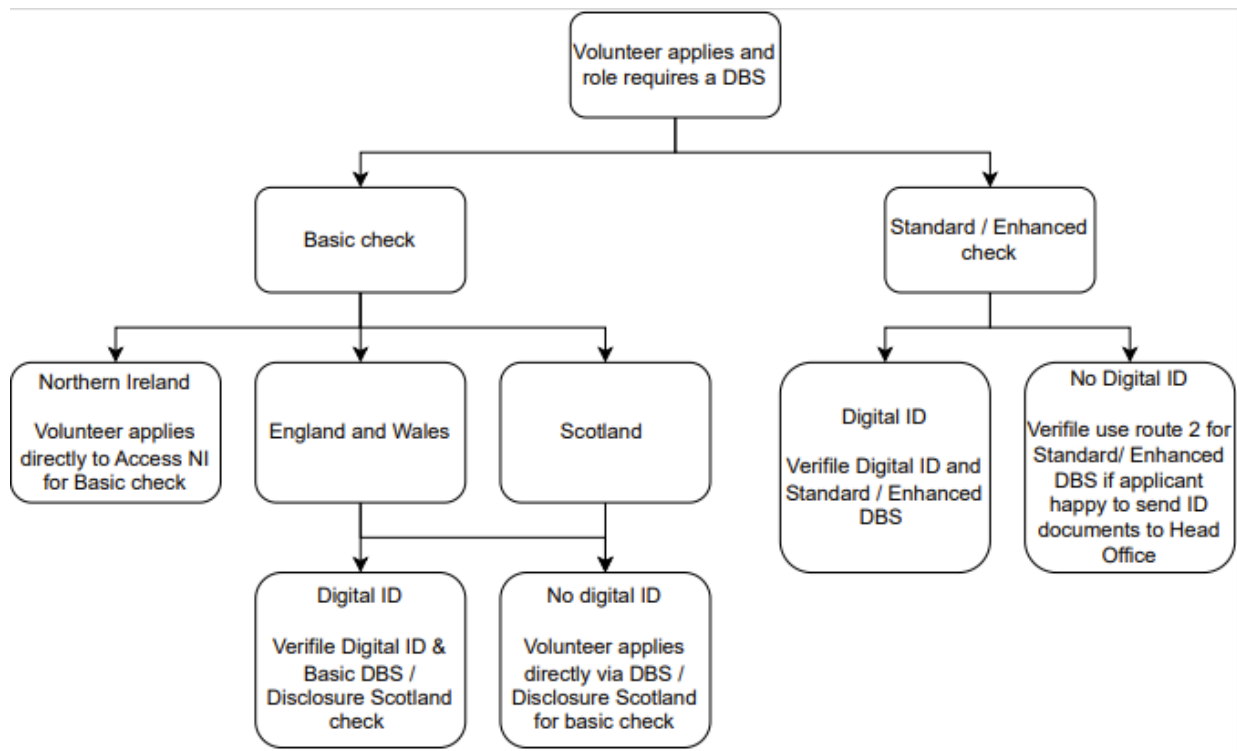 Volunteer applies and
role requires a DBS
Basic check
Standard / Enhanced
check
Northern Ireland
Volunteer applies
directly to Access NI
for Basic check
England and Wales
Scotland
Digital ID
Verifile Digital ID and
Standard / Enhanced
DBS
No Digital ID
Verifile use route 2 for
Standard/ Enhanced
DBS if applicant
happy to send ID
documents to Head
Office
Digital ID
Verifile Digital ID &
Basic DBS /
Disclosure Scotland
check
No digital ID
Volunteer applies
directly via DBS /
Disclosure Scotland
for basic check